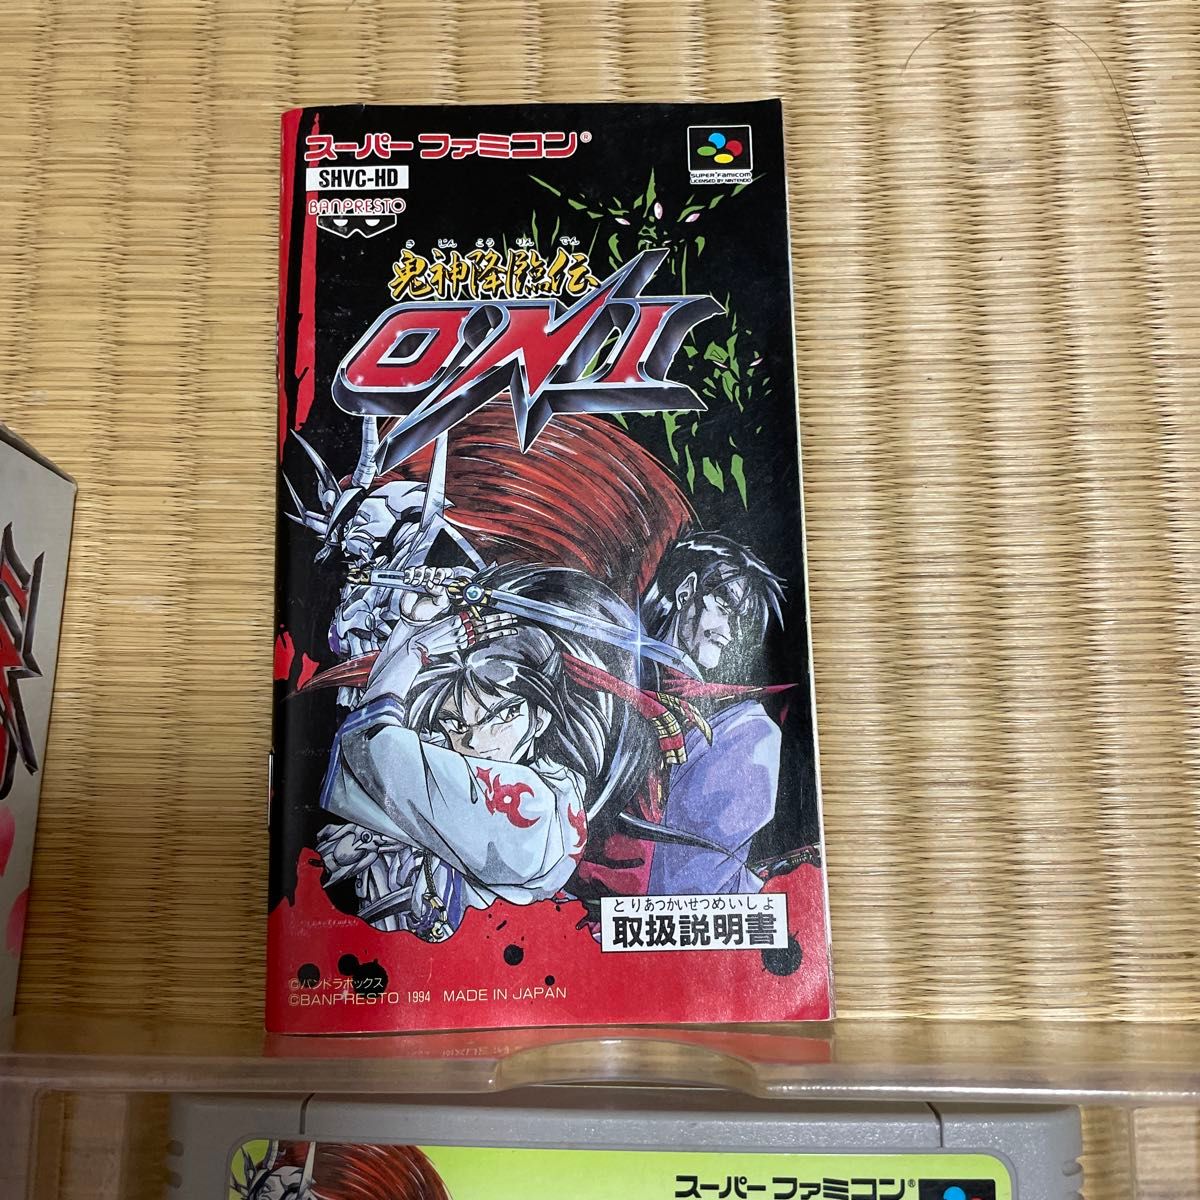 スーパーファミコン®
SHVC-HD
BANPRESTO
SUPER FAMICOM
LICENSED BY NINTENDO
きじんこうりんでん
鬼神降臨伝
ONI
とりあつかいせつめいしょ
取扱説明書
©パンドラボックス
©BANPRESTO 1994 MADE IN JAPAN
スーパーファミコン®